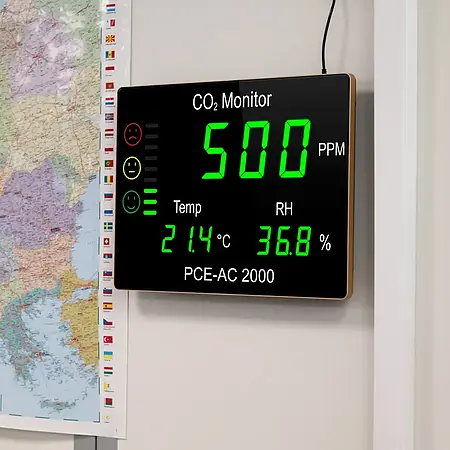 CO₂ Monitor
500 PPM
Temp RH
21.4 °C 36.8 %
PCE-AC 2000